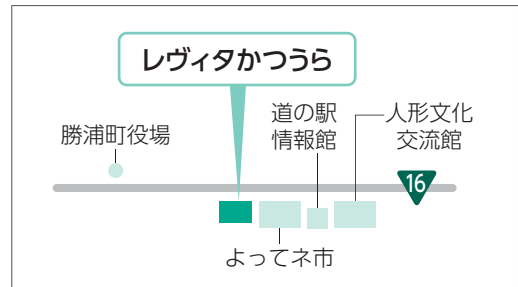 レヴィタかつうら
道の駅
情報館
人形文化
交流館
勝浦町役場
16
よってネ市